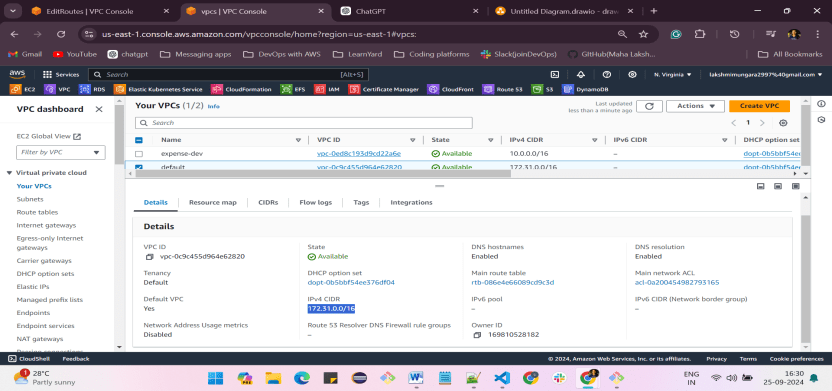 EditRoutes | VPC Console
vpcs | VPC Console
ChatGPT
Untitled Diagram.drawio - draw
us-east-1.console.aws.amazon.com/vpcconsole/home?region=us-east-1#vpcs:
Gmail YouTube chatgpt Messaging apps DevOps with AWS LearnYard Coding platforms Slack(joinDevOps) GitHub(Maha Laksh... All Bookmarks
aws Services Search [Alt+S] N. Virginia lakshmimungara2997%40gmail.com
EC2 VPC RDS Elastic Kubernetes Service CloudFormation EFS IAM Certificate Manager CloudFront Route 53 S3 DynamoDB
VPC dashboard
EC2 Global View
Filter by VPC
Virtual private cloud
Your VPCs
Subnets
Route tables
Internet gateways
Egress-only Internet
gateways
Carrier gateways
DHCP option sets
Elastic IPs
Managed prefix lists
Endpoints
Endpoint services
NAT gateways
Your VPCs (1/2) Info
Last updated
less than a minute ago
Actions
Create VPC
Search
1
Name VPC ID State IPv4 CIDR IPv6 CIDR DHCP option set
expense-dev vpc-0ed8c193d9cd22a6e Available 10.0.0.0/16 – dopt-0b5bbf54ee
default vpc-0c9c455d964e62820 Available 172.31.0.0/16 – dopt-0b5bbf54ee
Details Resource map CIDRs Flow logs Tags Integrations
Details
VPC ID
vpc-0c9c455d964e62820
State
Available
DNS hostnames
Enabled
DNS resolution
Enabled
Tenancy
Default
DHCP option set
dopt-0b5bbf54ee376df04
Main route table
rtb-086e4e66089cd9c3d
Main network ACL
acl-0a200454982793165
Default VPC
Yes
IPv4 CIDR
172.31.0.0/16
IPv6 pool
–
IPv6 CIDR (Network border group)
–
Network Address Usage metrics
Disabled
Route 53 Resolver DNS Firewall rule groups
–
Owner ID
169810528182
CloudShell Feedback © 2024, Amazon Web Services, Inc. or its affiliates. Privacy Terms Cookie preferences
28°C
Partly sunny
ENG
IN
16:30
25-09-2024